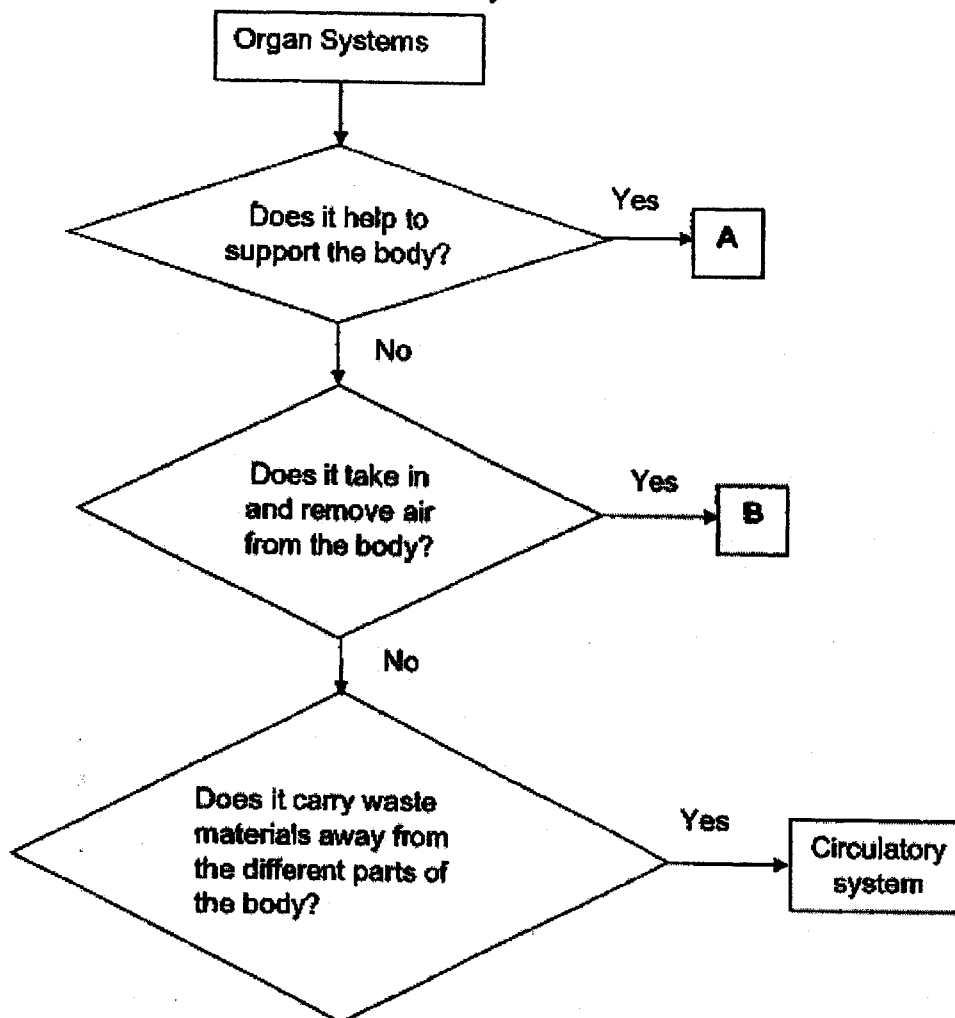 Organ Systems
Does it help to
support the body?
Yes
A
No
Does it take in
and remove air
from the body?
Yes
B
No
Does it carry waste
materials away from
the different parts of
the body?
Yes
Circulatory
system